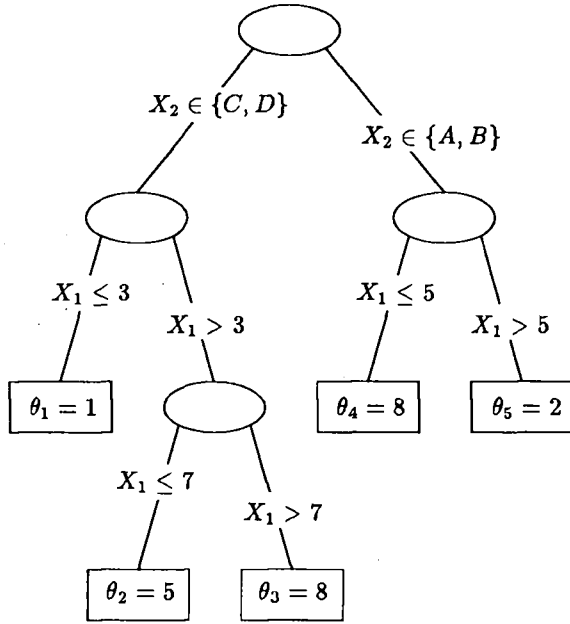 X₂ ∈ {C, D}
X₂ ∈ {A, B}
X₁ ≤ 3
X₁ > 3
X₁ ≤ 5
X₁ > 5
θ₁ = 1
θ₄ = 8
θ₅ = 2
X₁ ≤ 7
X₁ > 7
θ₂ = 5
θ₃ = 8